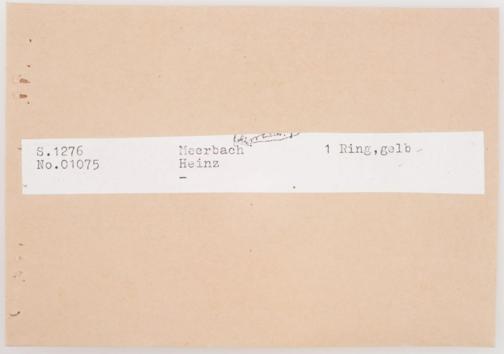 S.1276 Meerbach 1 Ring,gelb
No.01075 Heinz